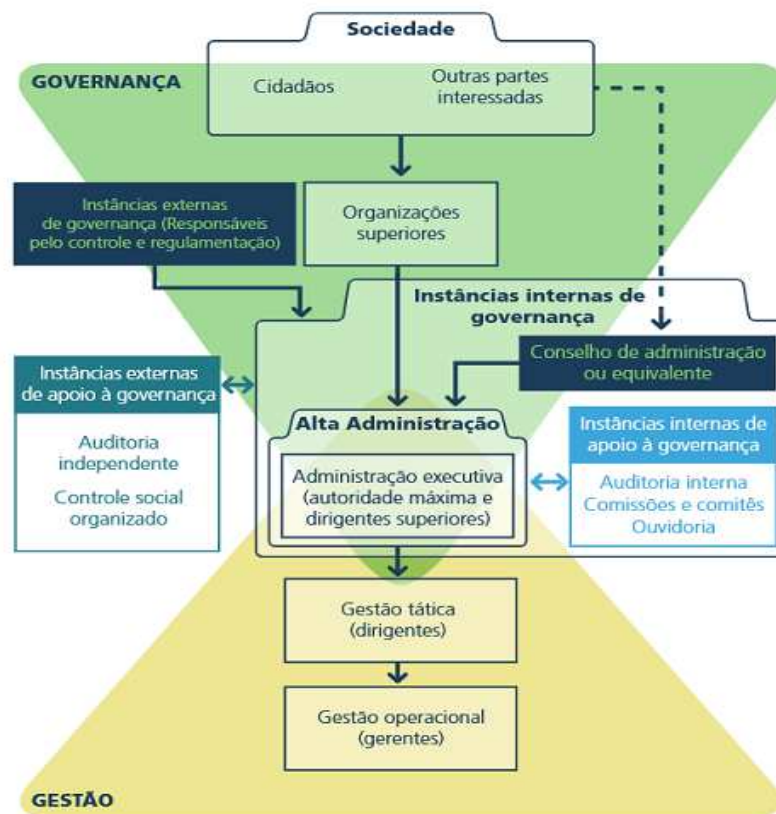 Sociedade
GOVERNANÇA
Cidadãos
Outras partes
interessadas
Instâncias externas
de governança (Responsáveis
pelo controle e regulamentação)
Organizações
superiores
Instâncias internas de
governança
Conselho de administração
ou equivalente
Instâncias externas
de apoio à governança
Auditoria
independente
Controle social
organizado
Alta Administração
Administração executiva
(autoridade máxima e
dirigentes superiores)
Instâncias internas de
apoio à governança
Auditoria interna
Comissões e comitês
Ouvidoria
Gestão tática
(dirigentes)
Gestão operacional
(gerentes)
GESTÃO